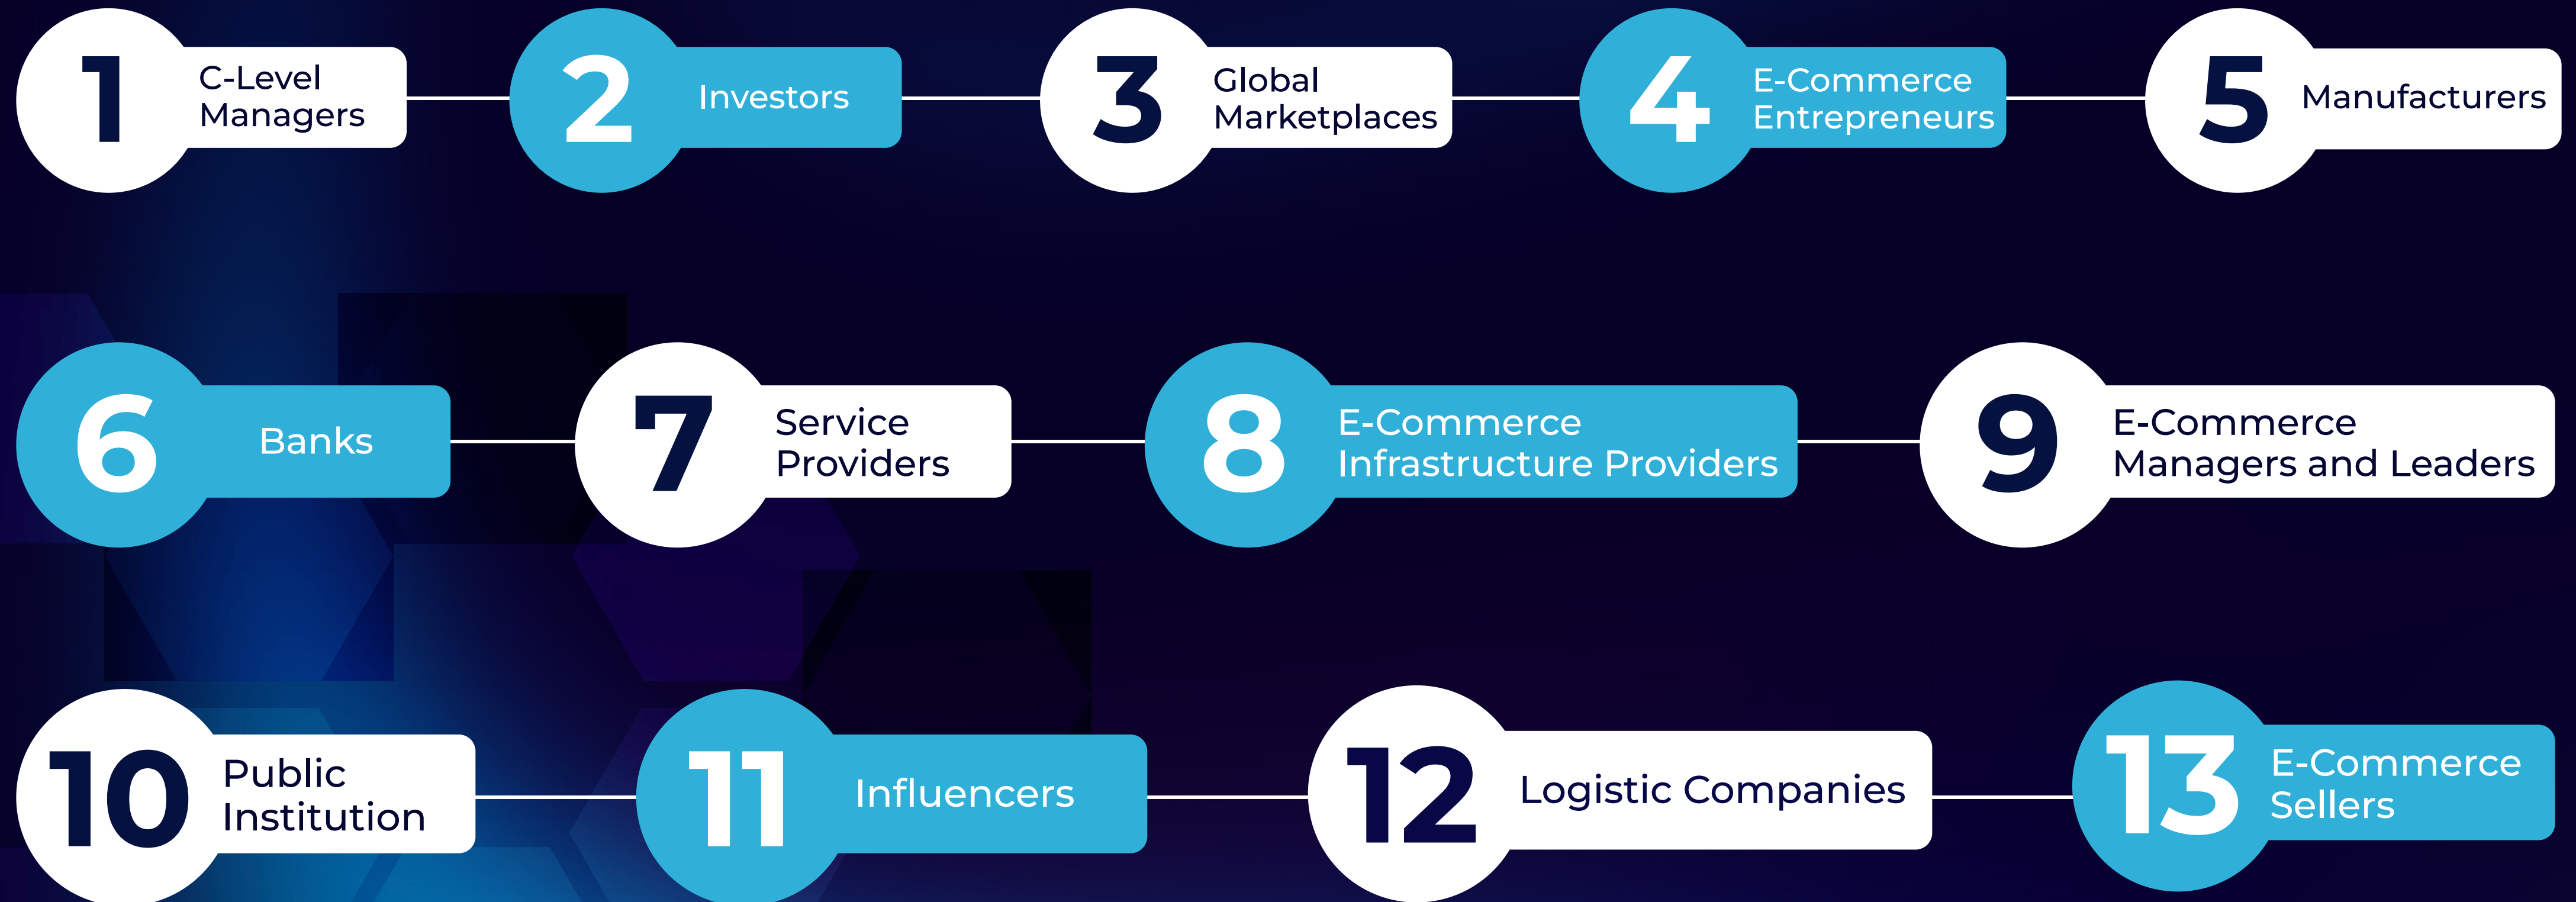 1
C-Level
Managers
2
Investors
3
Global
Marketplaces
4
E-Commerce
Entrepreneurs
5
Manufacturers
6
Banks
7
Service
Providers
8
E-Commerce
Infrastructure Providers
9
E-Commerce
Managers and Leaders
10
Public
Institution
11
Influencers
12
Logistic Companies
13
E-Commerce
Sellers